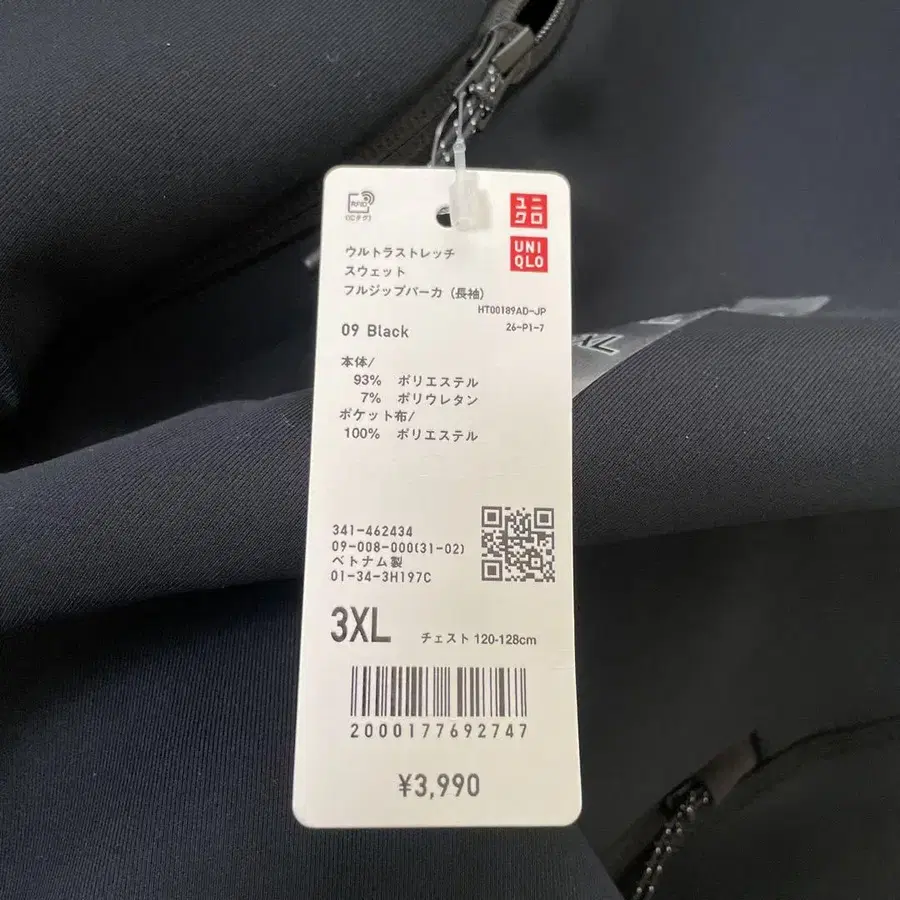 RFID
(ICタグ)
ユニ
クロ
UNI
QLO
ウルトラストレッチ
スウェット
フルジップパーカ (長袖)
HT00189AD-JP
09 Black
26-P1-7
本体/
93% ポリエステル
7% ポリウレタン
ポケット布/
100% ポリエステル
341-462434
09-008-000(31-02)
ベトナム製
01-34-3H197C
3XL
チェスト 120-128cm
2000177692747
¥3,990
XL